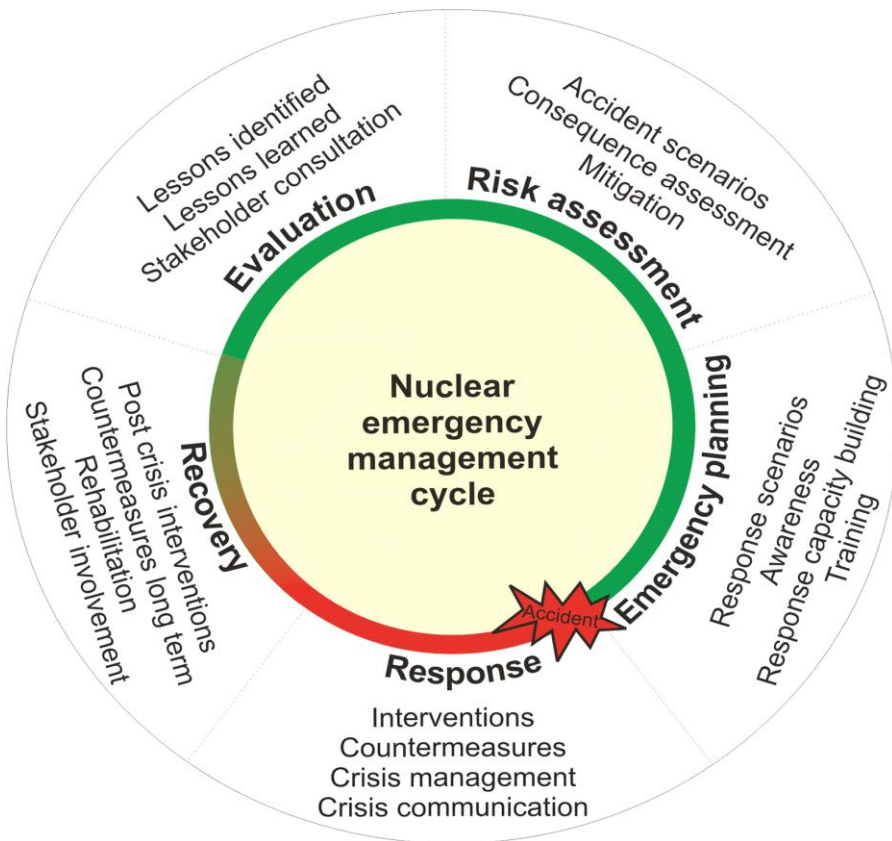 Nuclear
emergency
management
cycle
Risk assessment
Accident scenarios
Consequence assessment
Mitigation
Emergency planning
Response scenarios
Awareness
Response capacity building
Training
Accident
Response
Interventions
Countermeasures
Crisis management
Crisis communication
Recovery
Post crisis interventions
Countermeasures long term
Rehabilitation
Stakeholder involvement
Evaluation
Lessons identified
Lessons learned
Stakeholder consultation